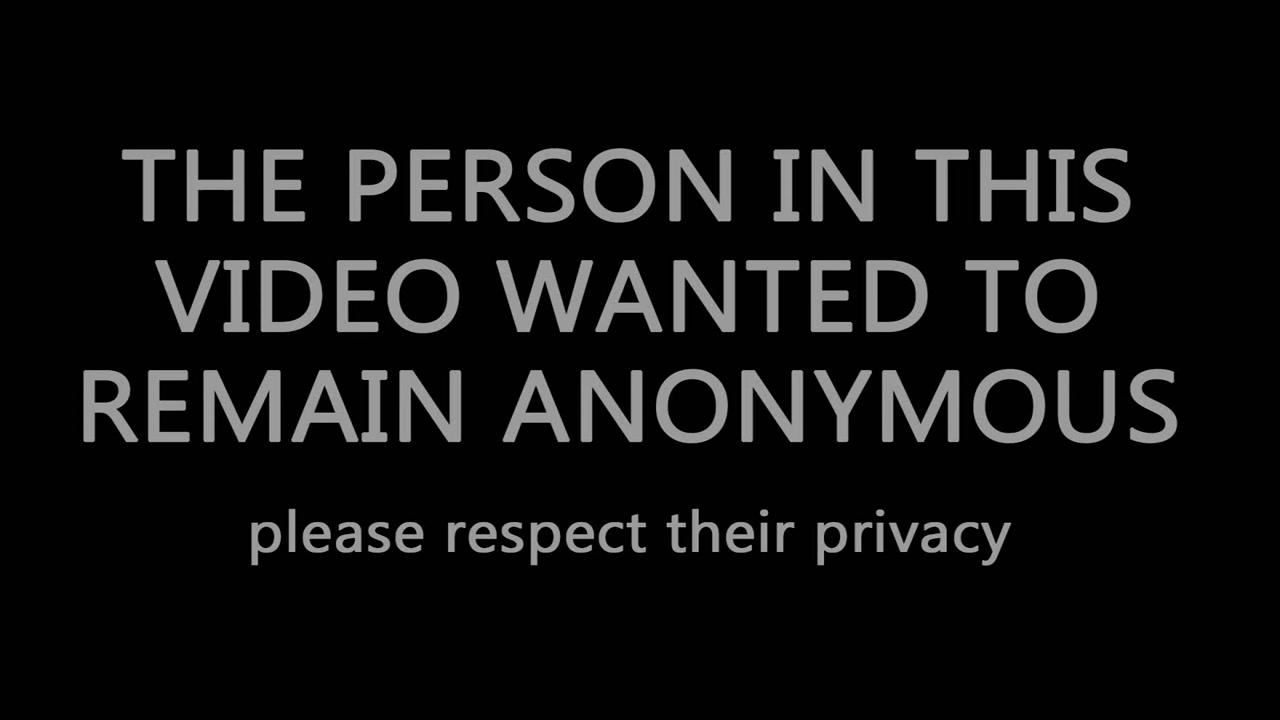 THE PERSON IN THIS
VIDEO WANTED TO
REMAIN ANONYMOUS
please respect their privacy